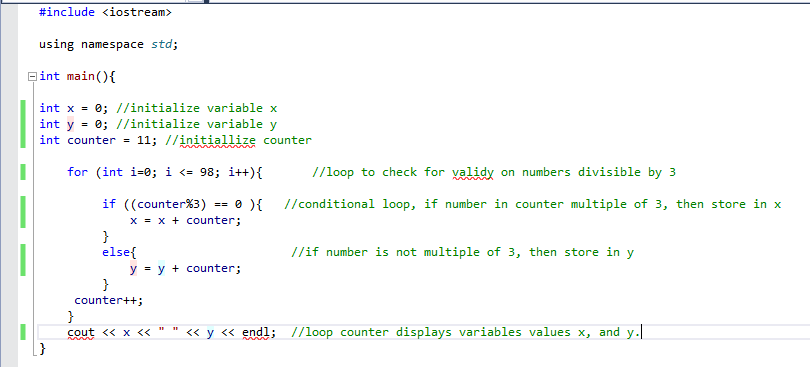 #include <iostream>
using namespace std;
int main(){
int x = 0; //initialize variable x
int y = 0; //initialize variable y
int counter = 11; //initiallize counter
for (int i=0; i <= 98; i++){ //loop to check for validy on numbers divisible by 3
if ((counter%3) == 0 ){ //conditional loop, if number in counter multiple of 3, then store in x
x = x + counter;
}
else{ //if number is not multiple of 3, then store in y
y = y + counter;
}
counter++;
}
cout << x << " " << y << endl; //loop counter displays variables values x, and y.
}